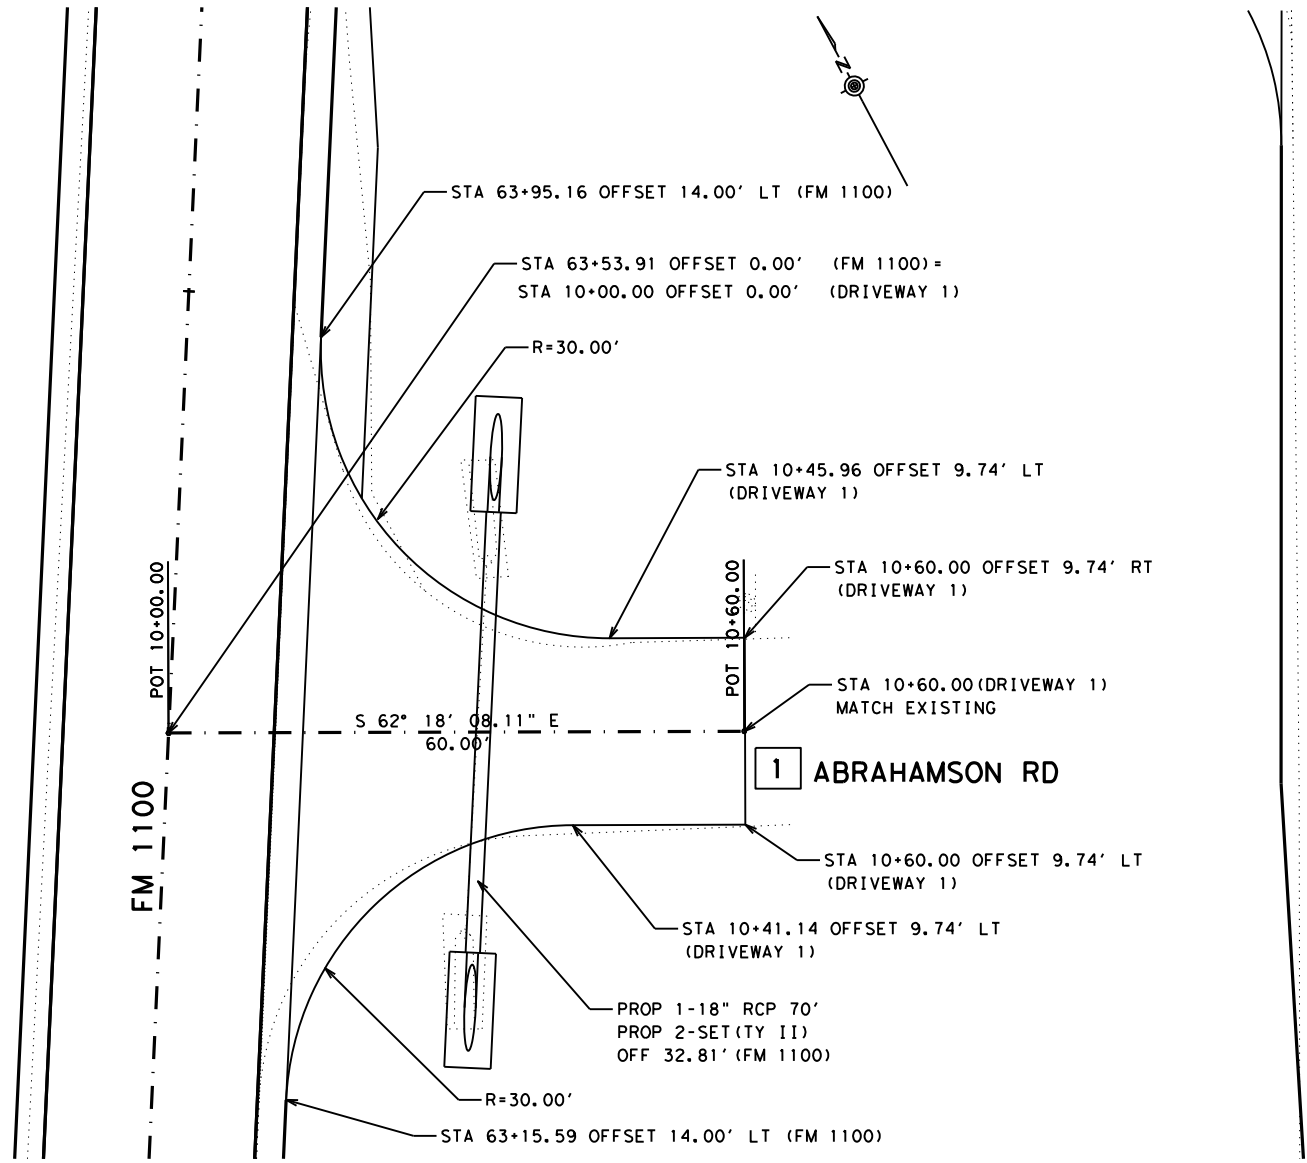 N
STA 63+95.16 OFFSET 14.00' LT (FM 1100)
STA 63+53.91 OFFSET 0.00' (FM 1100)=
STA 10+00.00 OFFSET 0.00' (DRIVEWAY 1)
R=30.00'
STA 10+45.96 OFFSET 9.74' LT
(DRIVEWAY 1)
POT 10+00.00
POT 10+60.00
STA 10+60.00 OFFSET 9.74' RT
(DRIVEWAY 1)
STA 10+60.00(DRIVEWAY 1)
MATCH EXISTING
S 62° 18' 08.11" E
60.00'
1 ABRAHAMSON RD
FM 1100
STA 10+60.00 OFFSET 9.74' LT
(DRIVEWAY 1)
STA 10+41.14 OFFSET 9.74' LT
(DRIVEWAY 1)
PROP 1-18" RCP 70'
PROP 2-SET(TY II)
OFF 32.81'(FM 1100)
R=30.00'
STA 63+15.59 OFFSET 14.00' LT (FM 1100)